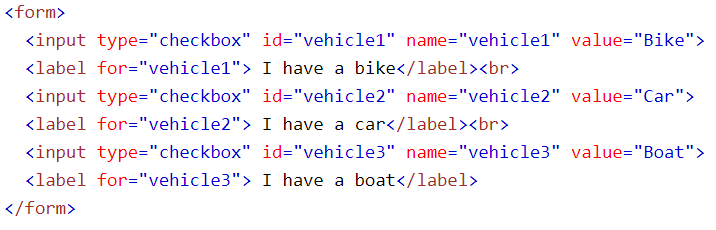 <form>
  <input type="checkbox" id="vehicle1" name="vehicle1" value="Bike">
  <label for="vehicle1"> I have a bike</label><br>
  <input type="checkbox" id="vehicle2" name="vehicle2" value="Car">
  <label for="vehicle2"> I have a car</label><br>
  <input type="checkbox" id="vehicle3" name="vehicle3" value="Boat">
  <label for="vehicle3"> I have a boat</label>
</form>